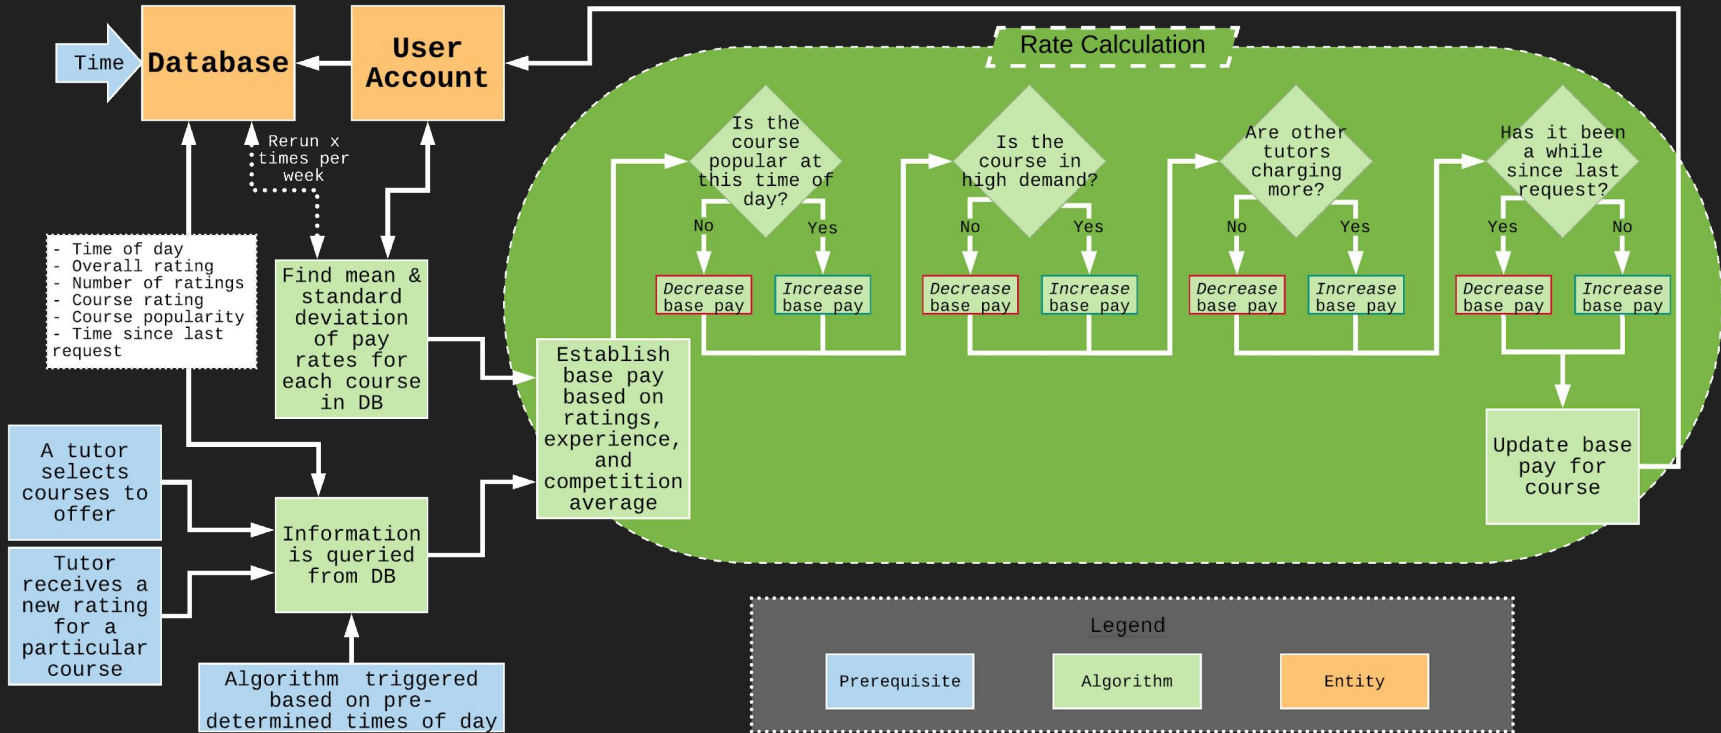 Time
Database
User
Account
Rerun x
times per
week
- Time of day
- Overall rating
- Number of ratings
- Course rating
- Course popularity
- Time since last
request
Find mean &
standard
deviation
of pay
rates for
each course
in DB
A tutor
selects
courses to
offer
Tutor
receives a
new rating
for a
particular
course
Information
is queried
from DB
Algorithm triggered
based on pre-
determined times of day
Establish
base pay
based on
ratings,
experience,
and
competition
average
Rate Calculation
Is the
course
popular at
this time of
day?
No
Yes
Decrease
base pay
Increase
base pay
Is the
course in
high demand?
No
Yes
Decrease
base pay
Increase
base pay
Are other
tutors
charging
more?
No
Yes
Decrease
base pay
Increase
base pay
Has it been
a while
since last
request?
Yes
No
Decrease
base pay
Increase
base pay
Update base
pay for
course
Legend
Prerequisite
Algorithm
Entity